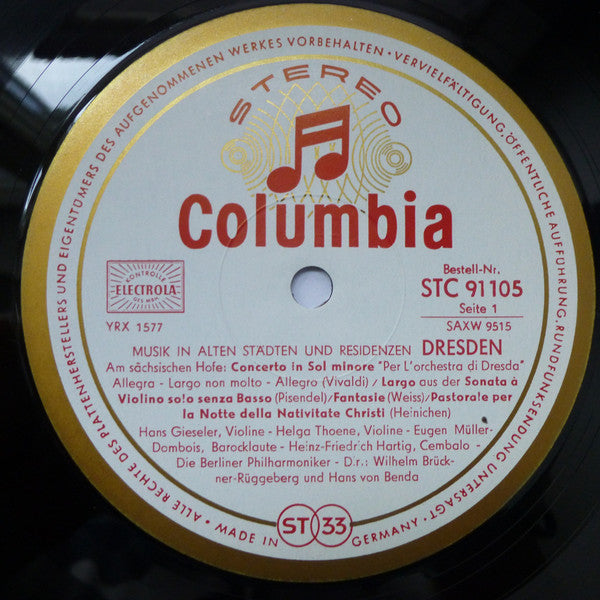 ALLE RECHTE DES PLATTENHERSTELLERS UND EIGENTÜMERS DES AUFGENOMMENEN WERKES VORBEHALTEN · VERVIELFÄLTIGUNG, ÖFFENTLICHE AUFFÜHRUNG, RUNDFUNKSENDUNG UNTERSAGT ·
STEREO
Columbia
KONTROLLE
ELECTROLA
GES MBH
YRX 1577
Bestell-Nr.
STC 91105
Seite 1
SAXW 9515
MUSIK IN ALTEN STÄDTEN UND RESIDENZEN DRESDEN
Am sächsischen Hofe: Concerto in Sol minore "Per L'orchestra di Dresda"
Allegra - Largo non molto - Allegro (Vivaldi) / Largo aus der Sonata à
Violino solo senza Basso (Pisendel)/Fantasie (Weiss)/Pastorale per
la Notte della Nativitate Christi (Heinichen)
Hans Gieseler, Violine - Helga Thoene, Violine - Eugen Müller-
Dombois, Barocklaute - Heinz-Friedrich Hartig, Cembalo -
Die Berliner Philharmoniker - Dir.: Wilhelm Brück-
ner-Rüggeberg und Hans von Benda
MADE IN ST 33 GERMANY